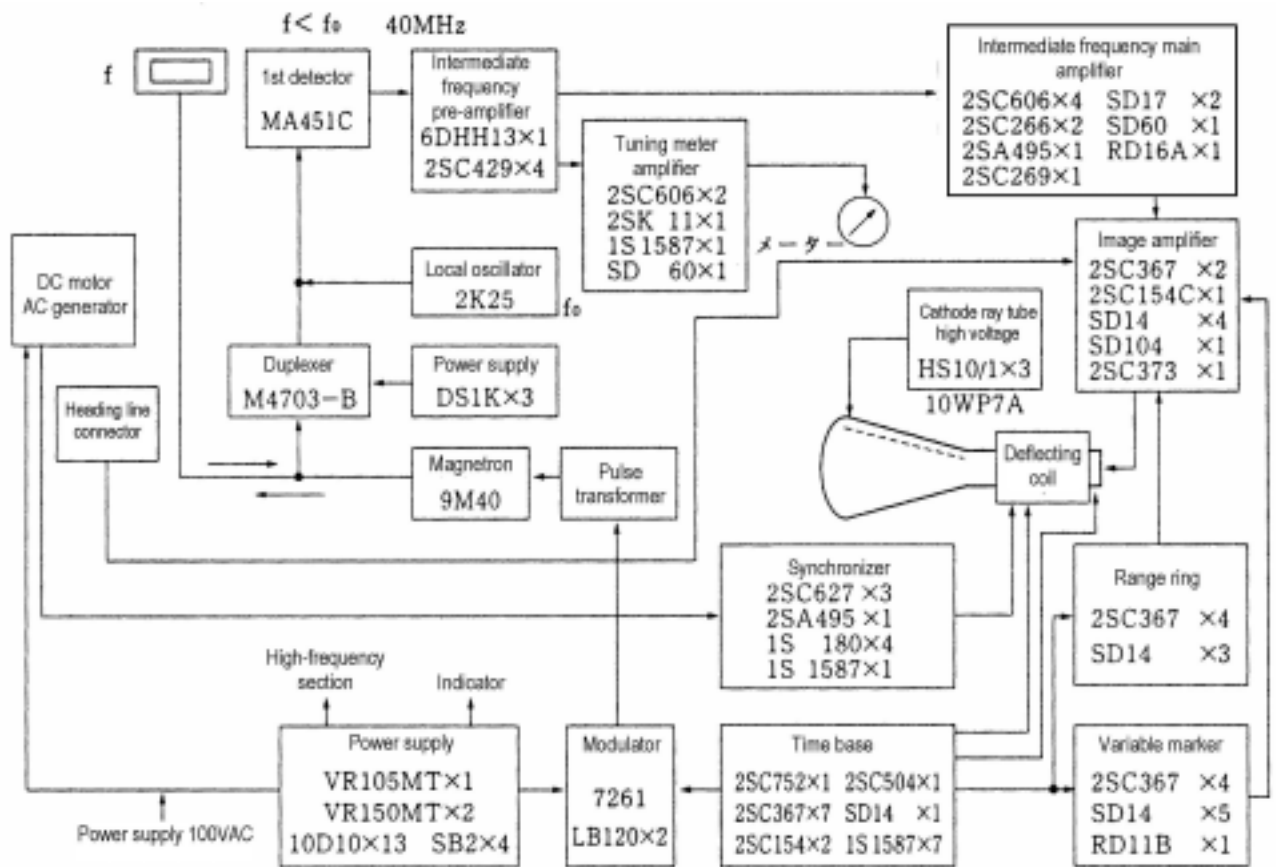 f< f₀ 40MHz
f
1st detector
MA451C
Intermediate
frequency
pre-amplifier
6DHH13×1
2SC429×4
Tuning meter
amplifier
2SC606×2
2SK 11×1
1S1587×1
SD 60×1
メーター
Intermediate frequency main
amplifier
2SC606×4 SD17 ×2
2SC266×2 SD60 ×1
2SA495×1 RD16A×1
2SC269×1
DC motor
AC generator
Local oscillator
2K25
f₀
Image amplifier
2SC367 ×2
2SC154C×1
SD14 ×4
SD104 ×1
2SC373 ×1
Cathode ray tube
high voltage
HS10/1×3
10WP7A
Duplexer
M4703-B
Power supply
DS1K×3
Heading line
connector
Magnetron
9M40
Pulse
transformer
Deflecting
coil
Synchronizer
2SC627 ×3
2SA495 ×1
1S 180×4
1S 1587×1
Range ring
2SC367 ×4
SD14 ×3
High-frequency
section
Indicator
Power supply
VR105MT×1
VR150MT×2
10D10×13 SB2×4
Power supply 100VAC
Modulator
7261
LB120×2
Time base
2SC752×1 2SC504×1
2SC367×7 SD14 ×1
2SC154×2 1S1587×7
Variable marker
2SC367 ×4
SD14 ×5
RD11B ×1